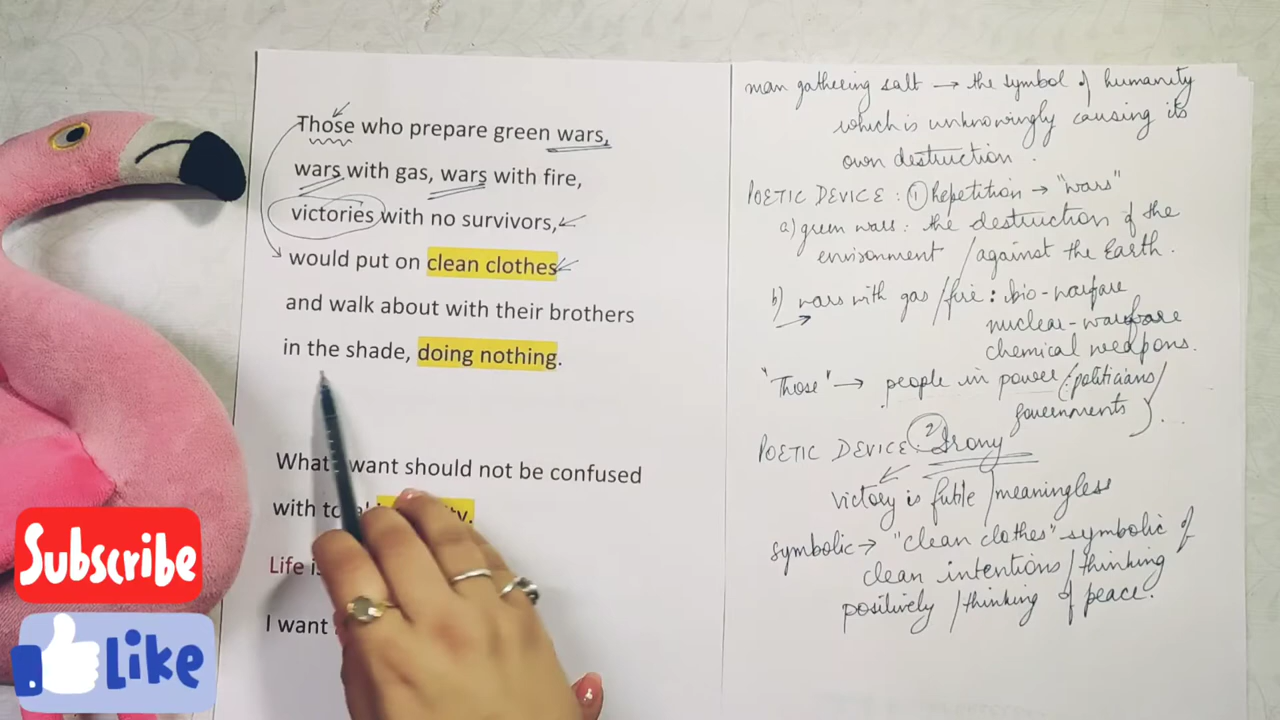 Those who prepare green wars,
wars with gas, wars with fire,
victories with no survivors,
would put on clean clothes
and walk about with their brothers
in the shade, doing nothing.
What I want should not be confused
with
Life
I want
man gathering salt → the symbol of humanity
which is unknowingly causing its
own destruction.
POETIC DEVICE: ① Repetition → "wars"
a) green wars: the destruction of the
environment / against the Earth.
b) wars with gas / fire: bio-warfare
nuclear-warfare
chemical weapons.
"Those" → people in power (politicians/
governments) ...
POETIC DEVICE: ② Irony
victory is futile / meaningless
symbolic → "clean clothes" symbolic of
clean intentions / thinking
positively / thinking of peace.
Subscribe
Like